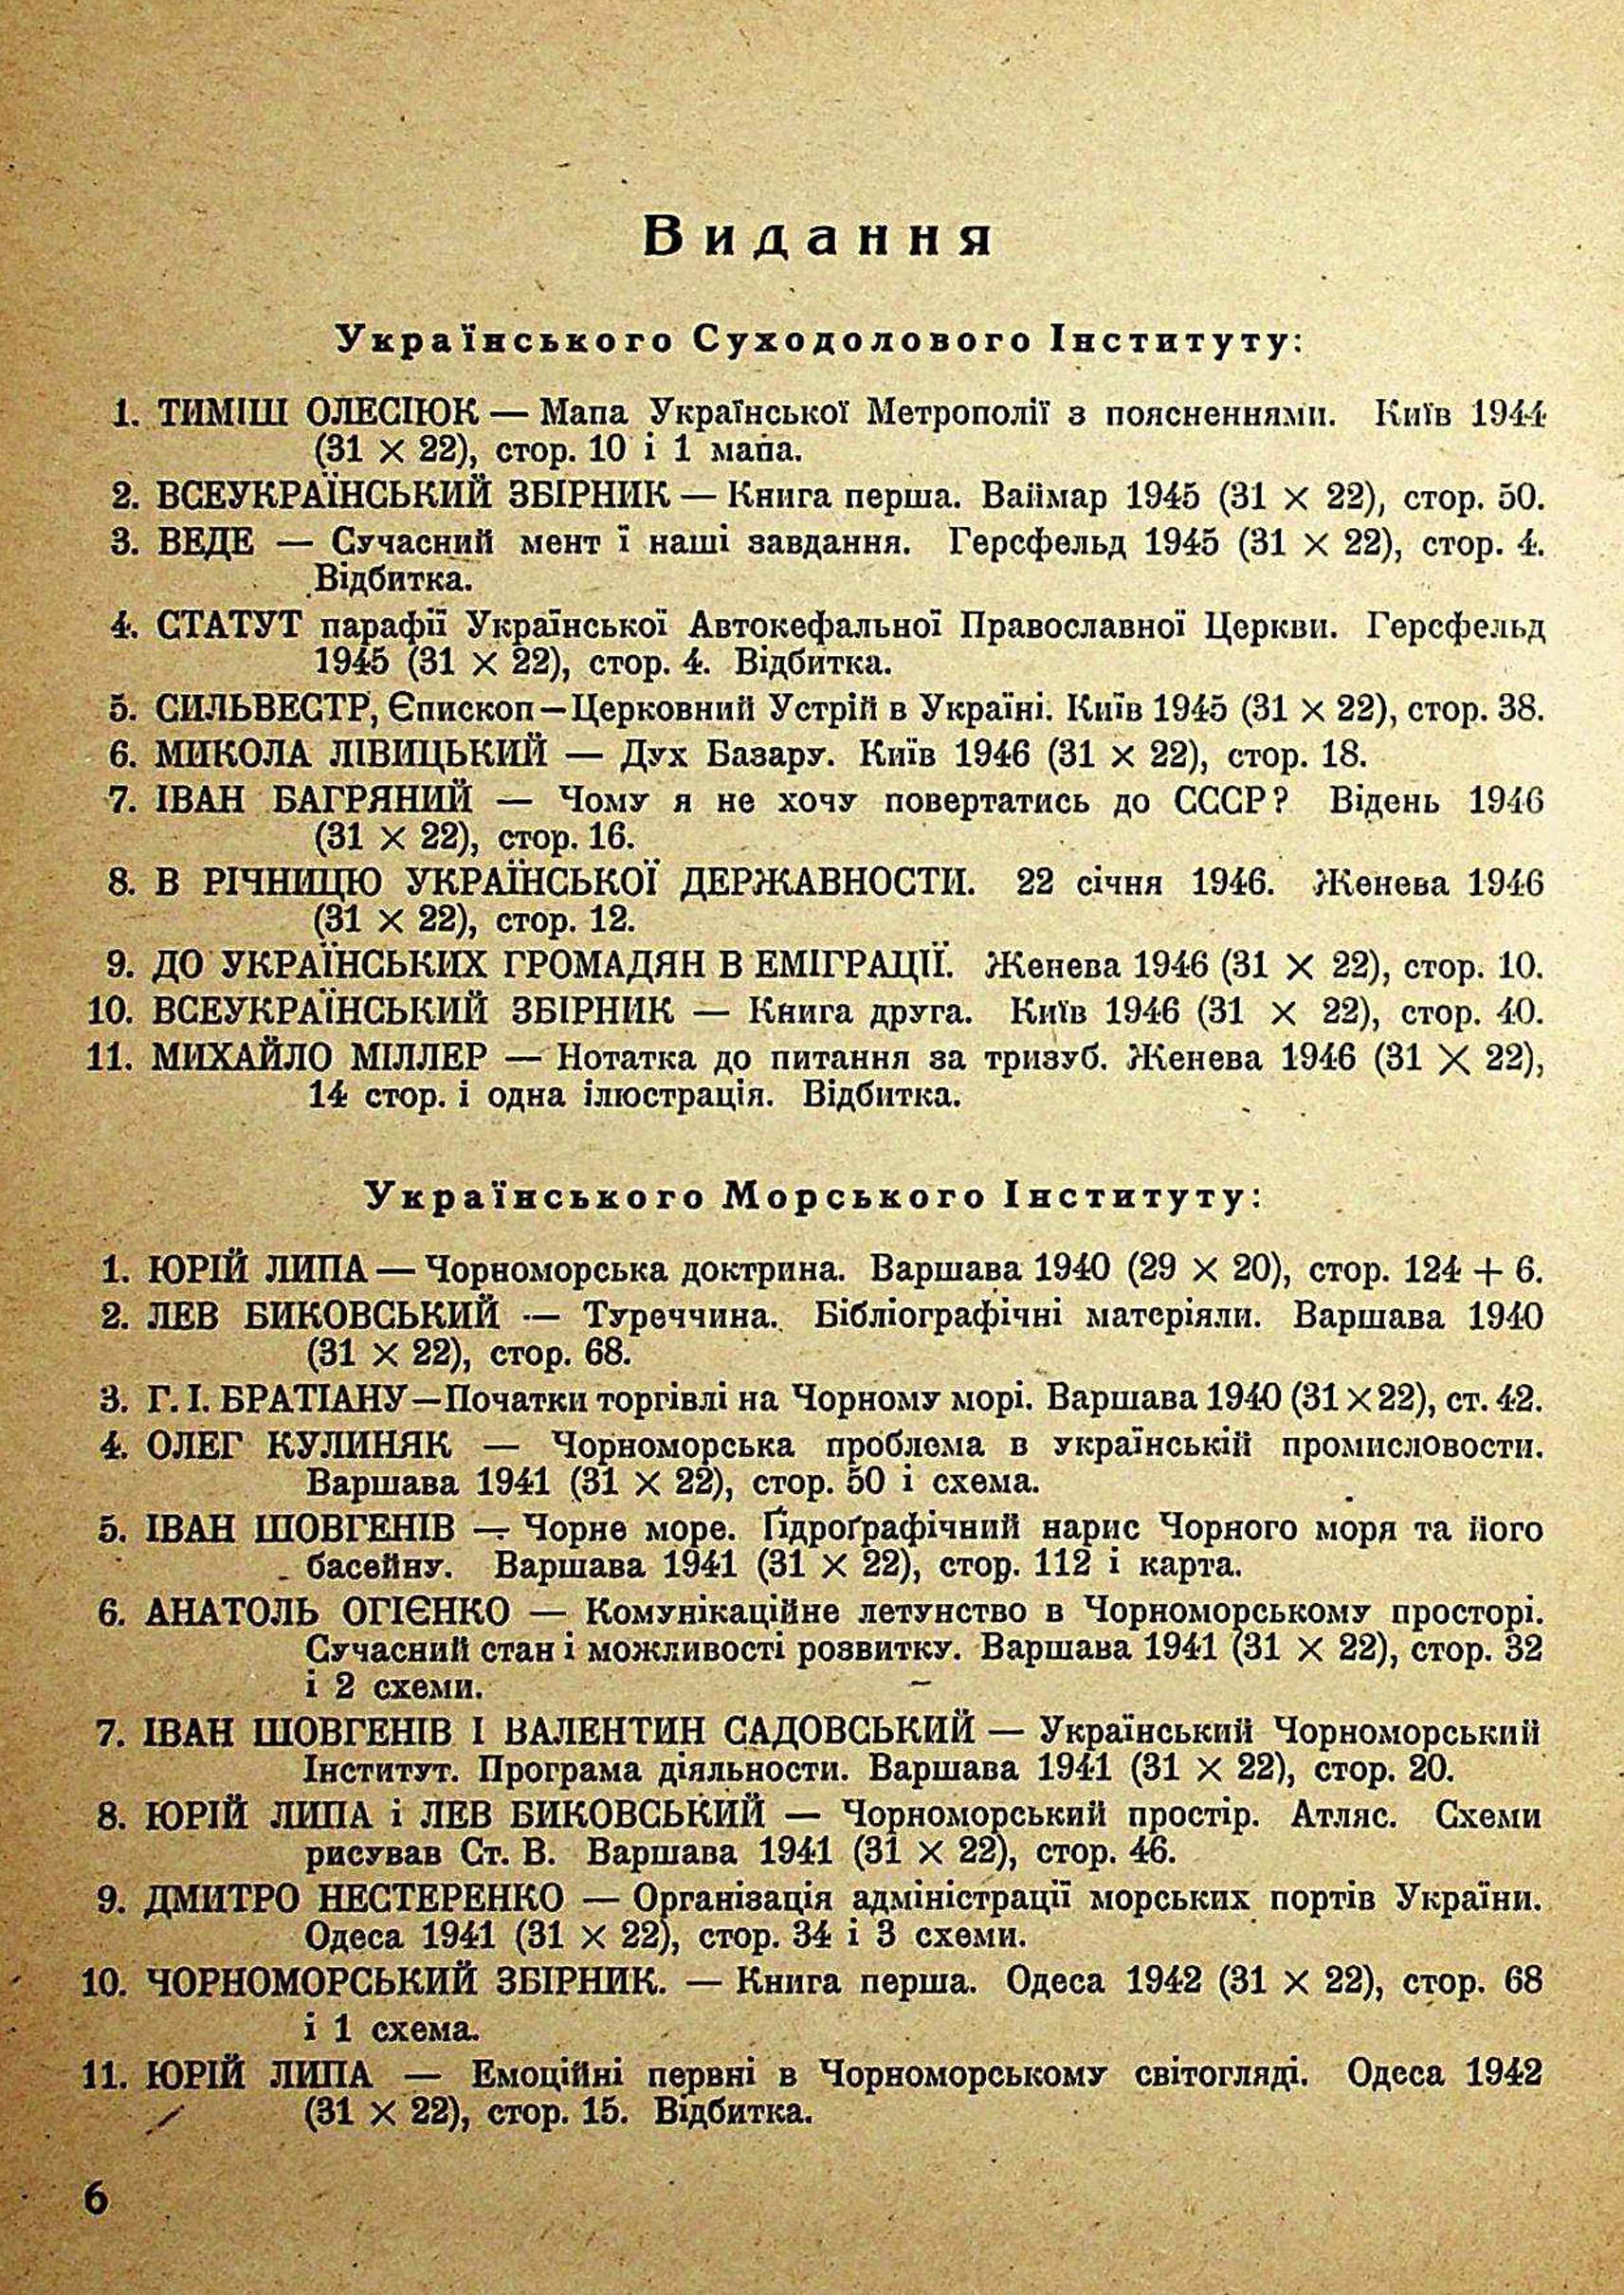 Видання
Українського Суходолового Інституту:
1. ТИМІШ ОЛЕСІЮК — Мапа Української Метрополії з поясненнями. Київ 1944
(31 × 22), стор. 10 і 1 мапа.
2. ВСЕУКРАЇНСЬКИЙ ЗБІРНИК — Книга перша. Ваймар 1945 (31 × 22), стор. 50.
3. ВЕДЕ — Сучасний мент ї наші завдання. Герсфельд 1945 (31 × 22), стор. 4.
Відбитка.
4. СТАТУТ парафії Української Автокефальної Православної Церкви. Герсфельд
1945 (31 × 22), стор. 4. Відбитка.
5. СИЛЬВЕСТР, Єпископ—Церковний Устрій в Україні. Київ 1945 (31 × 22), стор. 38.
6. МИКОЛА ЛІВИЦЬКИЙ — Дух Базару. Київ 1946 (31 × 22), стор. 18.
7. ІВАН БАГРЯНИЙ — Чому я не хочу повертатись до СССР? Відень 1946
(31 × 22), стор. 16.
8. В РІЧНИЦЮ УКРАЇНСЬКОЇ ДЕРЖАВНОСТИ. 22 січня 1946. Женева 1946
(31 × 22), стор. 12.
9. ДО УКРАЇНСЬКИХ ГРОМАДЯН В ЕМІГРАЦІЇ. Женева 1946 (31 × 22), стор. 10.
10. ВСЕУКРАЇНСЬКИЙ ЗБІРНИК — Книга друга. Київ 1946 (31 × 22), стор. 40.
11. МИХАЙЛО МІЛЛЕР — Нотатка до питання за тризуб. Женева 1946 (31 × 22),
14 стор. і одна ілюстрація. Відбитка.
Українського Морського Інституту:
1. ЮРІЙ ЛИПА — Чорноморська доктрина. Варшава 1940 (29 × 20), стор. 124 + 6.
2. ЛЕВ БИКОВСЬКИЙ — Туреччина. Бібліографічні матеріяли. Варшава 1940
(31 × 22), стор. 68.
3. Г. І. БРАТІАНУ—Початки торгівлі на Чорному морі. Варшава 1940 (31 × 22), ст. 42.
4. ОЛЕГ КУЛИНЯК — Чорноморська проблема в українській промисловости.
Варшава 1941 (31 × 22), стор. 50 і схема.
5. ІВАН ШОВГЕНІВ — Чорне море. Гідроґрафічний нарис Чорного моря та його
басейну. Варшава 1941 (31 × 22), стор. 112 і карта.
6. АНАТОЛЬ ОГІЄНКО — Комунікаційне летунство в Чорноморському просторі.
Сучасний стан і можливості розвитку. Варшава 1941 (31 × 22), стор. 32
і 2 схеми.
7. ІВАН ШОВГЕНІВ І ВАЛЕНТИН САДОВСЬКИЙ — Український Чорноморський
Інститут. Програма діяльности. Варшава 1941 (31 × 22), стор. 20.
8. ЮРІЙ ЛИПА і ЛЕВ БИКОВСЬКИЙ — Чорноморський простір. Атляс. Схеми
рисував Ст. В. Варшава 1941 (31 × 22), стор. 46.
9. ДМИТРО НЕСТЕРЕНКО — Організація адміністрації морських портів України.
Одеса 1941 (31 × 22), стор. 34 і 3 схеми.
10. ЧОРНОМОРСЬКИЙ ЗБІРНИК. — Книга перша. Одеса 1942 (31 × 22), стор. 68
і 1 схема.
11. ЮРІЙ ЛИПА — Емоційні первні в Чорноморському світогляді. Одеса 1942
(31 × 22), стор. 15. Відбитка.
6